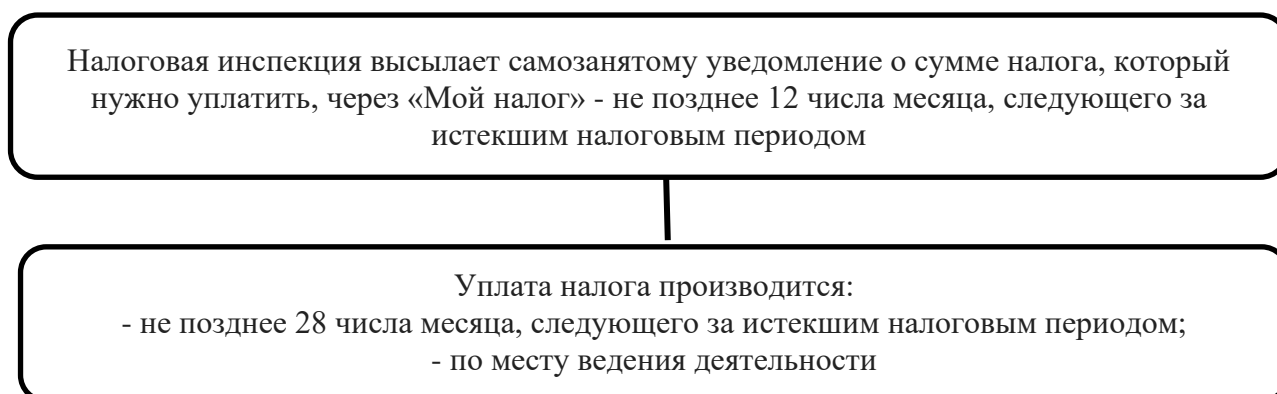 Налоговая инспекция высылает самозанятому уведомление о сумме налога, который
нужно уплатить, через «Мой налог» - не позднее 12 числа месяца, следующего за
истекшим налоговым периодом
Уплата налога производится:
- не позднее 28 числа месяца, следующего за истекшим налоговым периодом;
- по месту ведения деятельности